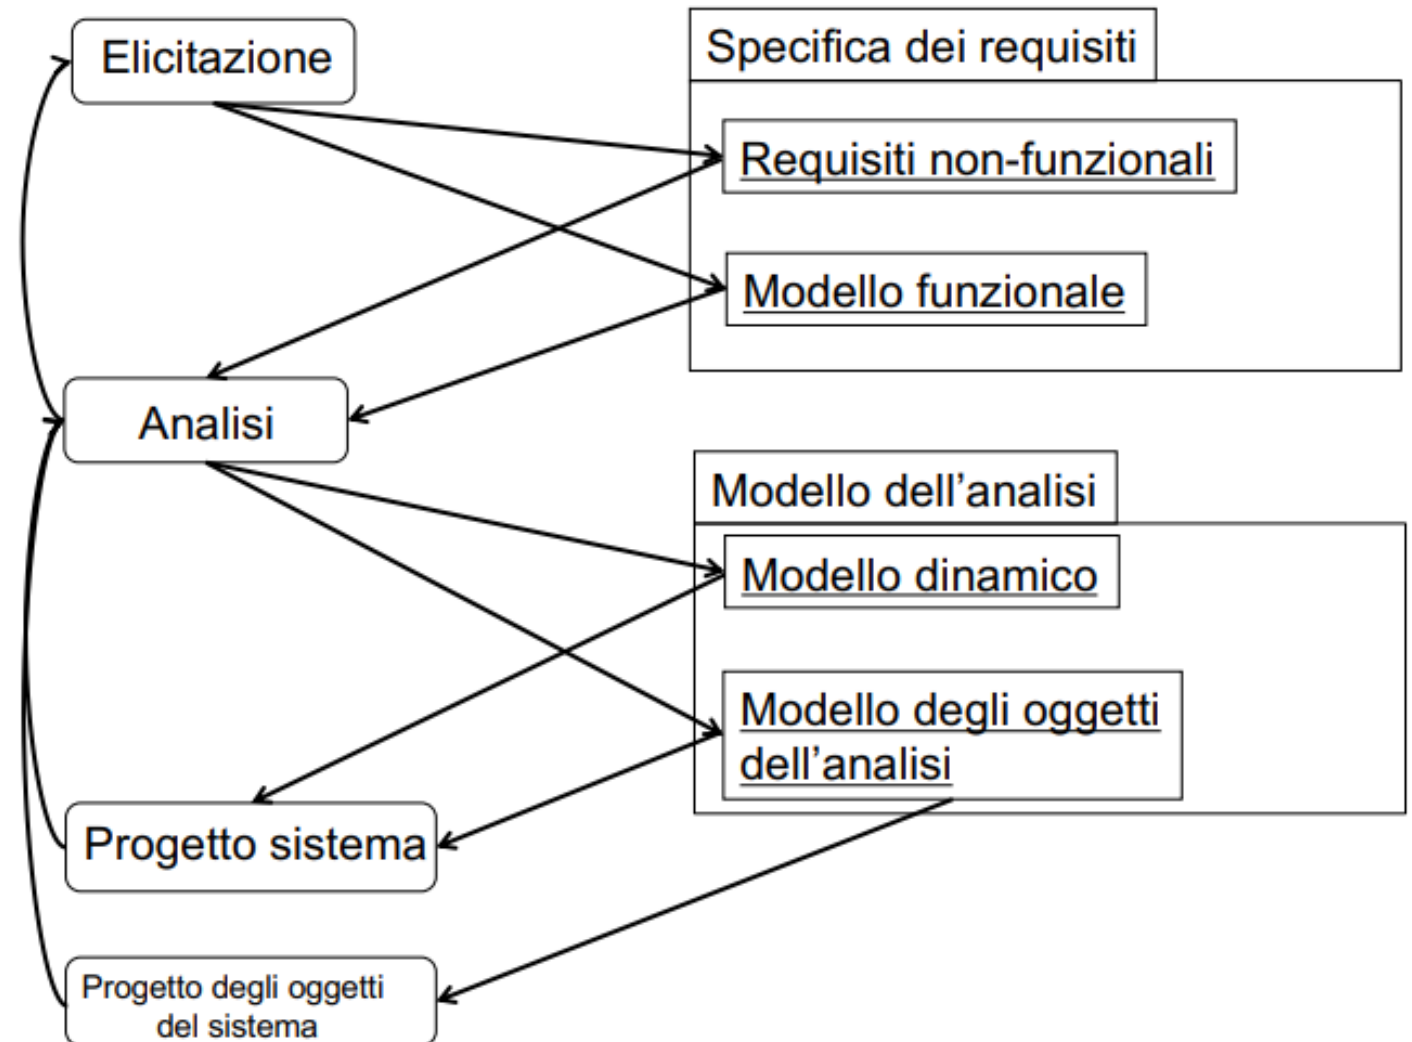 Elicitazione
Specifica dei requisiti
Requisiti non-funzionali
Modello funzionale
Analisi
Modello dell’analisi
Modello dinamico
Modello degli oggetti
dell’analisi
Progetto sistema
Progetto degli oggetti
del sistema